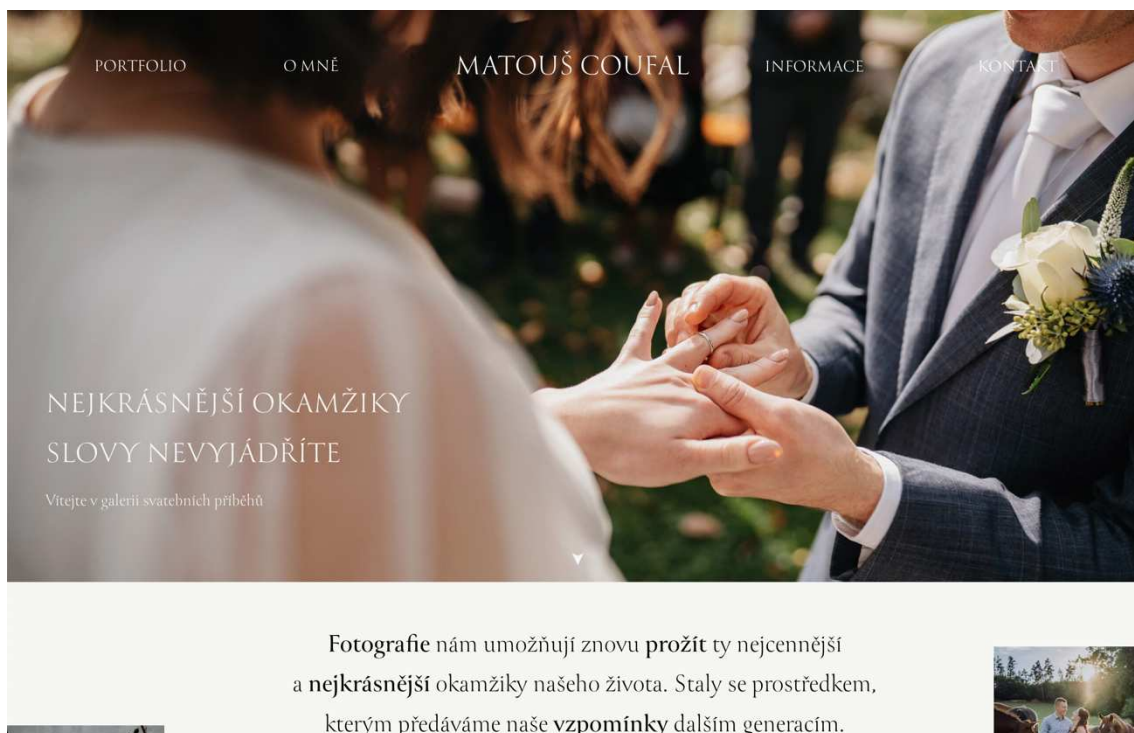 PORTFOLIO
O MNĚ
MATOUŠ COUFAL
INFORMACE
KONTAKT
NEJKRÁSNĚJŠÍ OKAMŽIKY
SLOVY NEVYJÁDŘÍTE
Vítejte v galerii svatebních příběhů
Fotografie nám umožňují znovu prožít ty nejcennější
a nejkrásnější okamžiky našeho života. Staly se prostředkem,
kterým předáváme naše vzpomínky dalším generacím.